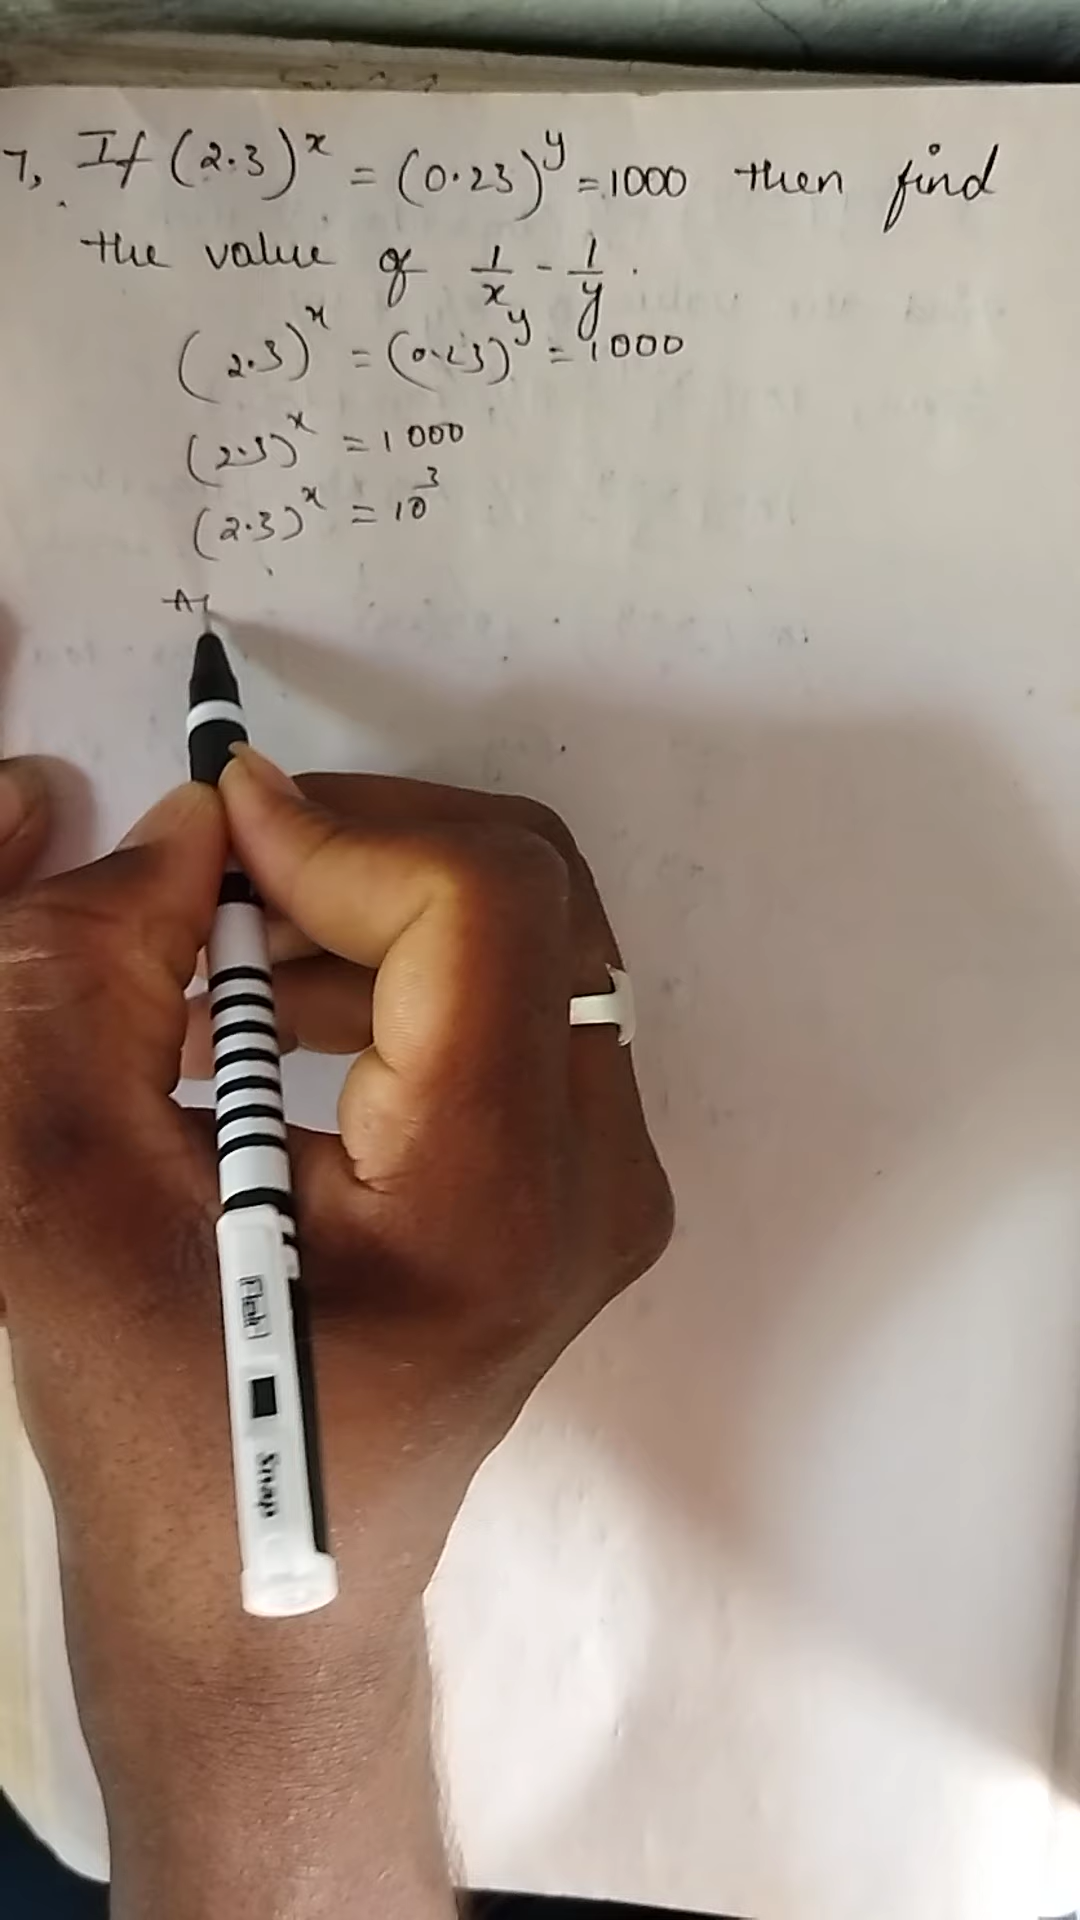 7, If (2.3)^x = (0.23)^y = 1000 then find
the value of 1/x - 1/y.
(2.3)^x = (0.23)^y = 1000
(2.3)^x = 1000
(2.3)^x = 10^3
Flair Snap